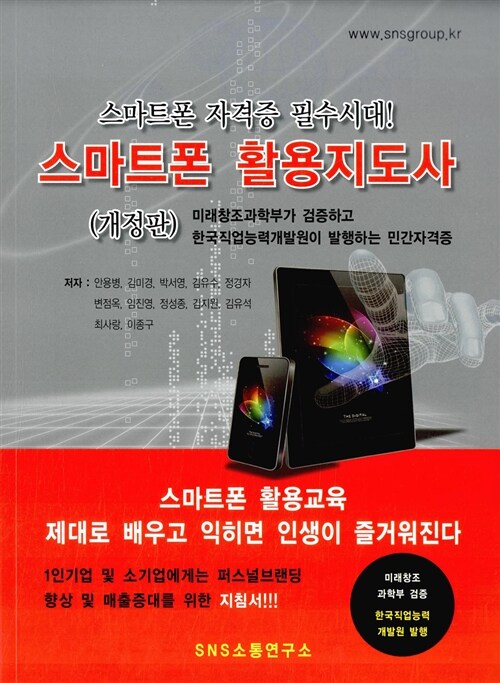 www.snsgroup.kr
스마트폰 자격증 필수시대!
스마트폰 활용지도사
(개정판)
미래창조과학부가 검증하고
한국직업능력개발원이 발행하는 민간자격증
저자 : 안용병, 김미경, 박서영, 김유수, 정경자
변점옥, 임진영, 정성종, 김지원, 김유석
최사랑, 이종구
THE DIGITAL
스마트폰 활용교육
제대로 배우고 익히면 인생이 즐거워진다
1인기업 및 소기업에게는 퍼스널브랜딩
향상 및 매출증대를 위한 지침서!!!
미래창조
과학부 검증
한국직업능력
개발원 발행
SNS소통연구소